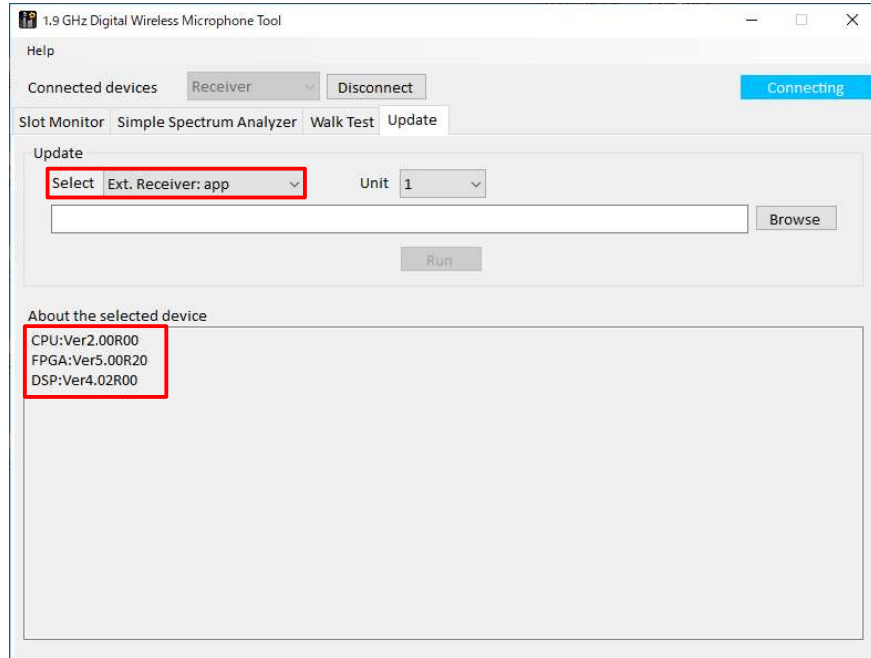 1.9 GHz Digital Wireless Microphone Tool
Help
Connected devices Receiver Disconnect Connecting
Slot Monitor Simple Spectrum Analyzer Walk Test Update
Update
Select Ext. Receiver: app Unit 1
Browse
Run
About the selected device
CPU:Ver2.00R00
FPGA:Ver5.00R20
DSP:Ver4.02R00